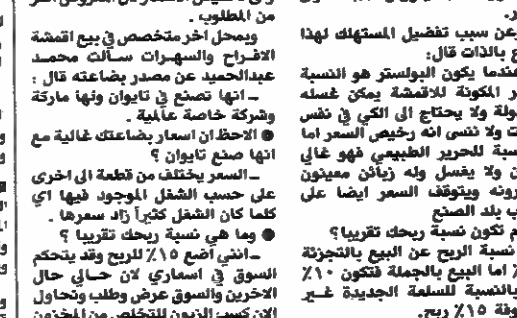 ر.
عن سبب تفضيل المستهلك لهذا
ع بالذات قال:
عندما يكون البولستر هو النسبة
ر المكونة للاقمشة يمكن غسله
ولة ولا يحتاج الى الكي في نفس
ت ولا ننسى انه رخيص السعر اما
سبة للحرير الطبيعي فهو غالي
ن ولا يغسل وله زبائن معينون
رونه ويتوقف السعر ايضا على
ب بلد الصنع
م تكون نسبة ربحك تقريبا؟
نسبة الربح عن البيع بالتجزئة
٪ اما البيع بالجملة فتكون ١٠٪
بالنسبة للسلعة الجديدة غير
وفة ١٥٪ ربح.
من المطلوب.
وبمحل اخر متخصص في بيع اقمشة
الافراح والسهرات سألت محمد
عبدالحميد عن مصدر بضاعته قال:
ـ انها تصنع في تايوان ولها ماركة
وشركة خاصة عالمية.
● الاحظ ان اسعار بضاعتك غالية مع
انها صنع تايوان؟
ـ السعر يختلف من قطعة الى اخرى
على حسب الشغل الموجود فيها اي
كلما كان الشغل كثيراً زاد سعرها.
● وما هي نسبة ربحك تقريبا؟
ـ انني اضع ١٥٪ للربح وقد يتحكم
السوق في اسعاري لان حالي حال
الاخرين والسوق عرض وطلب ونحاول
الان كسب الزبون للتخلص من المخزون